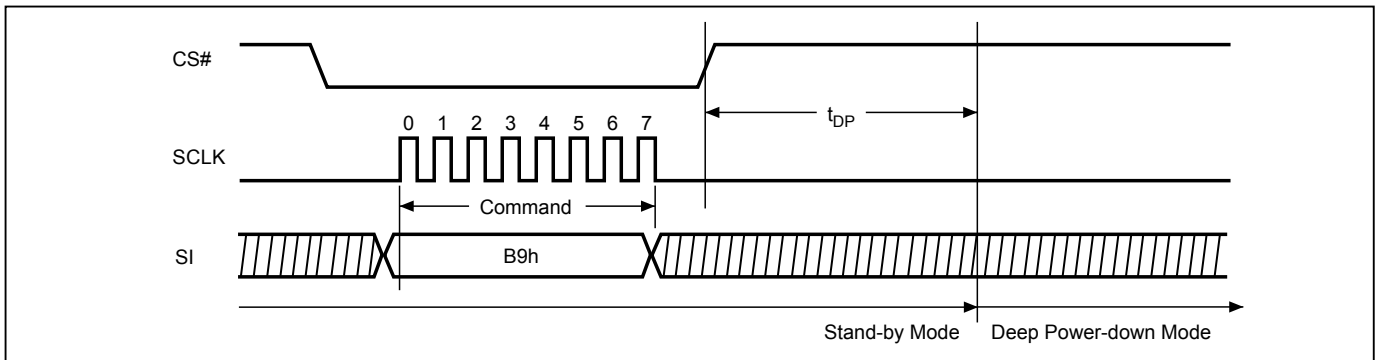 CS#
t_DP
0 1 2 3 4 5 6 7
SCLK
Command
SI
B9h
Stand-by Mode Deep Power-down Mode